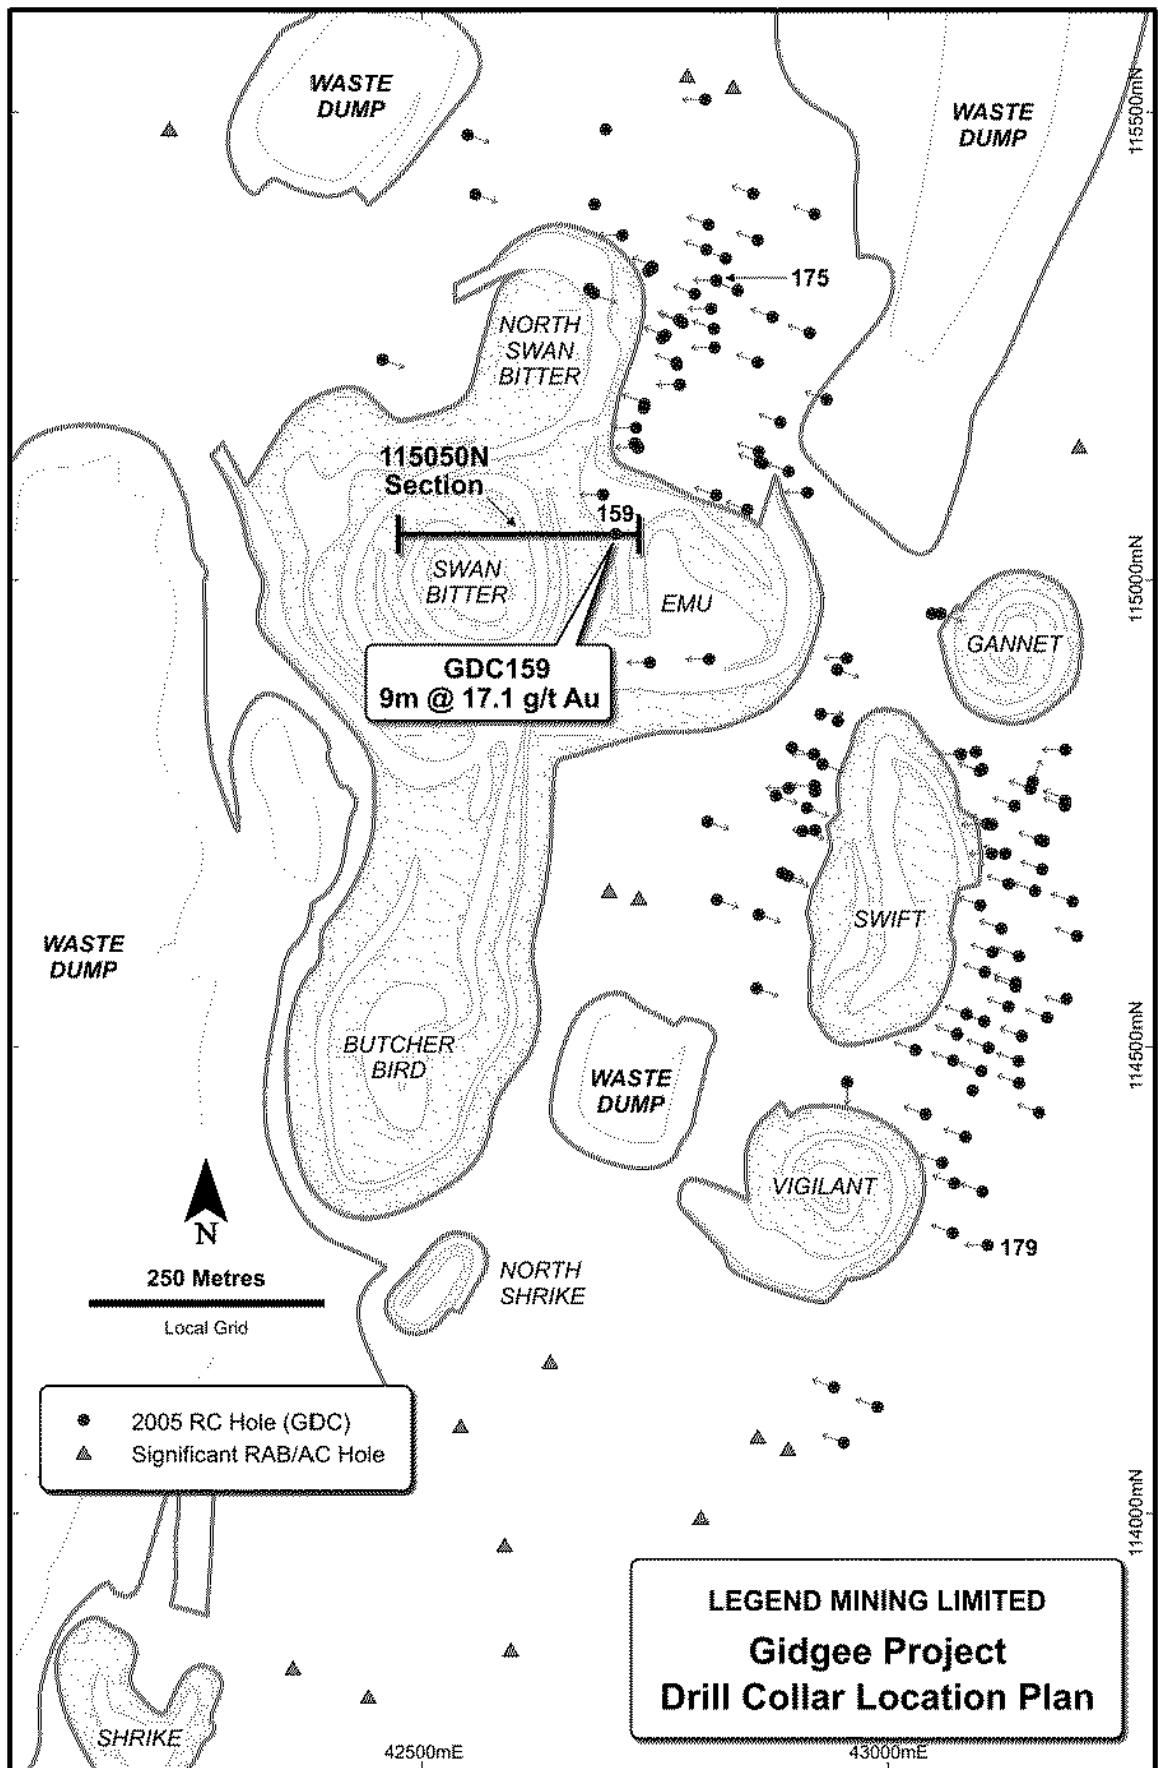 WASTE
DUMP
WASTE
DUMP
115500mN
175
NORTH
SWAN
BITTER
115050N
Section
159
SWAN
BITTER
EMU
115000mN
GANNET
GDC159
9m @ 17.1 g/t Au
SWIFT
WASTE
DUMP
BUTCHER
BIRD
WASTE
DUMP
114500mN
VIGILANT
N
179
250 Metres
Local Grid
NORTH
SHRIKE
2005 RC Hole (GDC)
Significant RAB/AC Hole
114000mN
LEGEND MINING LIMITED
Gidgee Project
Drill Collar Location Plan
SHRIKE
42500mE
43000mE